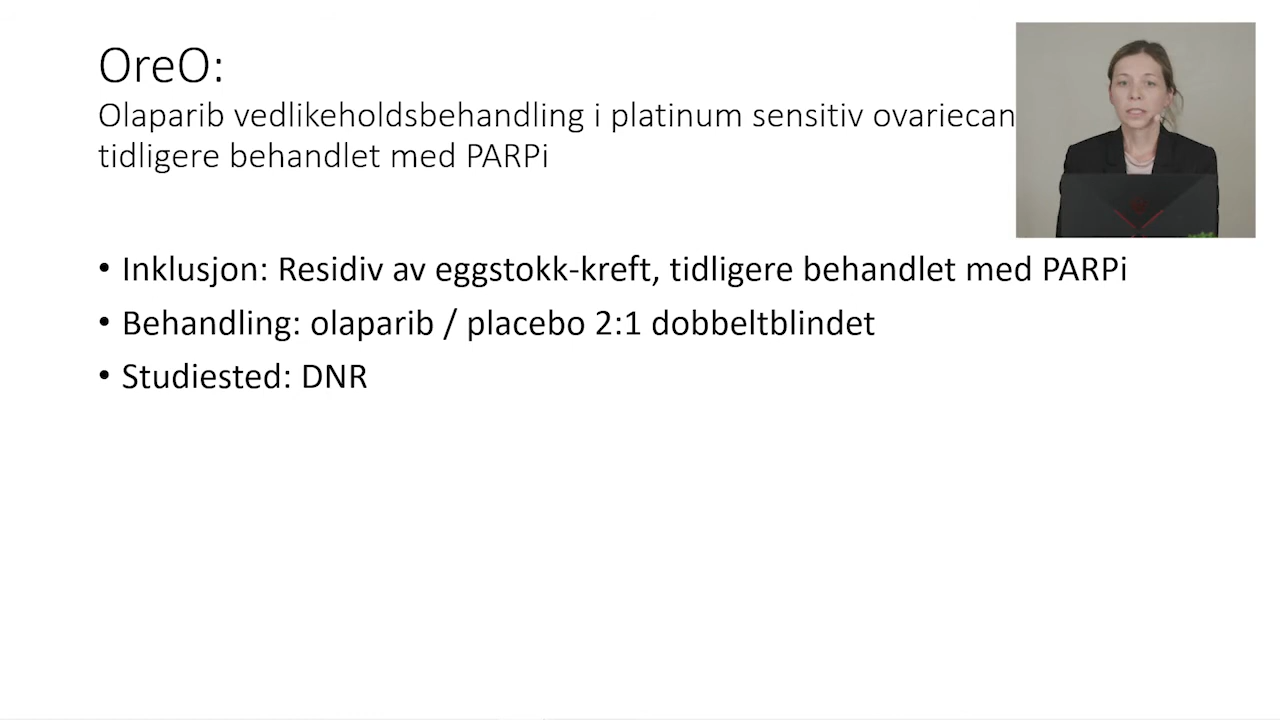 OreO:
Olaparib vedlikeholdsbehandling i platinum sensitiv
tidligere behandlet med PARPi
• Inklusjon: Residiv av eggstokk-kreft, tidligere behandlet med PARPi
• Behandling: olaparib / placebo 2:1 dobbeltblindet
• Studiested: DNR